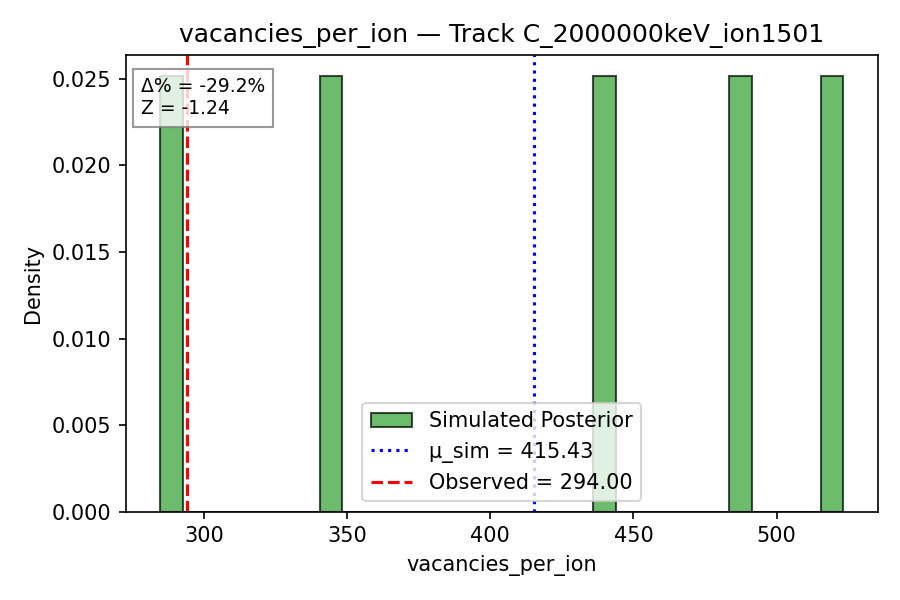 vacancies_per_ion — Track C_2000000keV_ion1501
Δ% = -29.2%
Z = -1.24
Density
0.025
0.020
0.015
0.010
0.005
0.000
Simulated Posterior
μ_sim = 415.43
Observed = 294.00
300 350 400 450 500
vacancies_per_ion